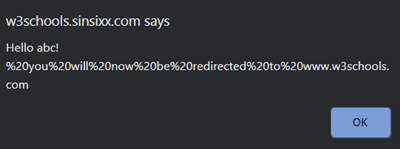 w3schools.sinsixx.com says
Hello abc!
%20you%20will%20now%20be%20redirected%20to%20www.w3schools.
com
OK